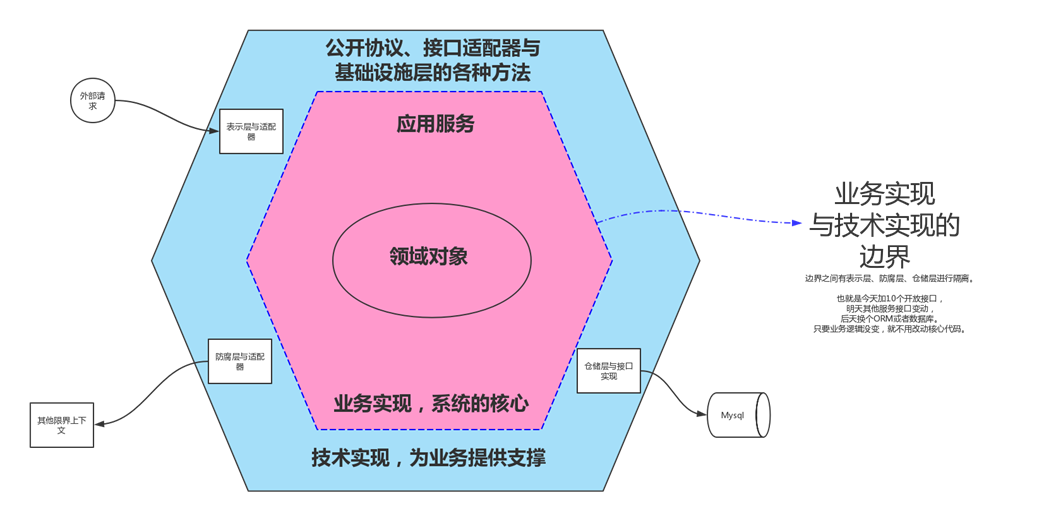 公开协议、接口适配器与
基础设施层的各种方法
外部请
求
表示层与适配
器
应用服务
领域对象
业务实现
与技术实现的
边界
边界之间有表示层、防腐层、仓储层进行隔离。
也就是今天加10个开放接口，
明天其他服务接口变动，
后天换个ORM或者数据库。
只要业务逻辑没变，就不用改动核心代码。
防腐层与适配
器
仓储层与接口
实现
其他限界上下
文
Mysql
业务实现，系统的核心
技术实现，为业务提供支撑